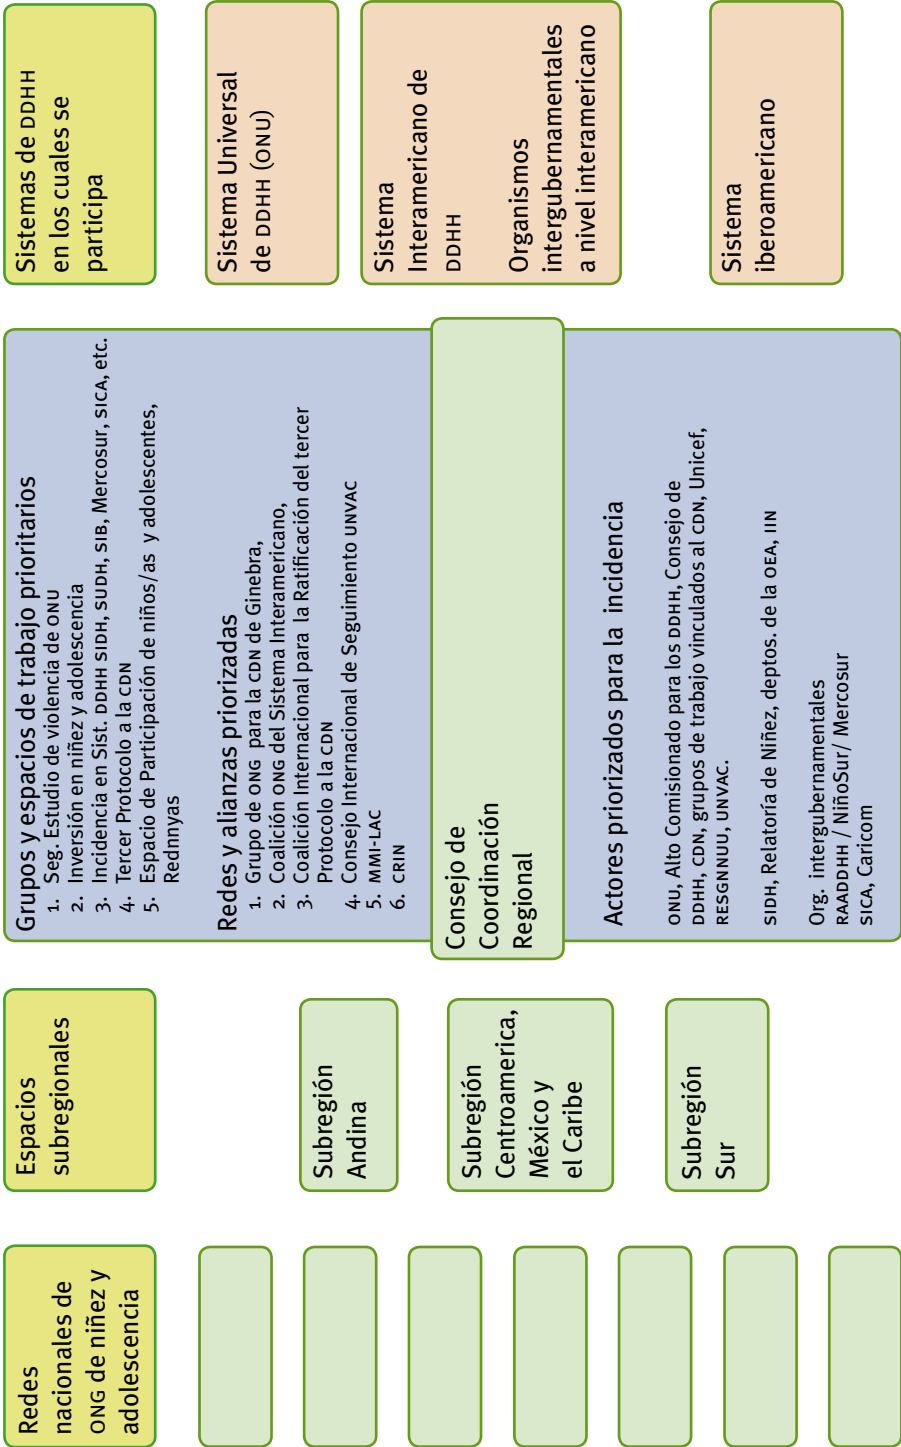 Redes
nacionales de
ONG de niñez y
adolescencia
Espacios
subregionales
Subregión
Andina
Subregión
Centroamerica,
México y
el Caribe
Subregión
Sur
Grupos y espacios de trabajo prioritarios
1. Seg. Estudio de violencia de ONU
2. Inversión en niñez y adolescencia
3. Incidencia en Sist. DDHH SIDH, SUDH, SIB, Mercosur, SICA, etc.
4. Tercer Protocolo a la CDN
5. Espacio de Participación de niños/as y adolescentes,
Rednnyas
Redes y alianzas priorizadas
1. Grupo de ONG para la CDN de Ginebra,
2. Coalición ONG del Sistema Interamericano,
3. Coalición Internacional para la Ratificación del tercer
Protocolo a la CDN
4. Consejo Internacional de Seguimiento UNVAC
5. MMI-LAC
6. CRIN
Consejo de
Coordinación
Regional
Actores priorizados para la incidencia
ONU, Alto Comisionado para los DDHH, Consejo de
DDHH, CDN, grupos de trabajo vinculados al CDN, Unicef,
RESGNNUU, UNVAC.
SIDH, Relatoría de Niñez, deptos. de la OEA, IIN
Org. intergubernamentales
RAADDHH / NiñoSur/ Mercosur
SICA, Caricom
Sistemas de DDHH
en los cuales se
participa
Sistema Universal
de DDHH (ONU)
Sistema
Interamericano de
DDHH
Organismos
intergubernamentales
a nivel interamericano
Sistema
iberoamericano